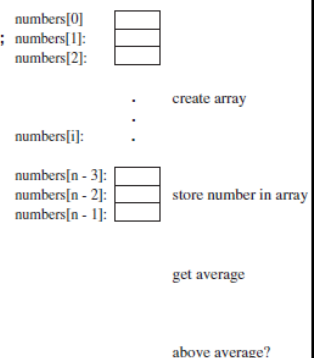 numbers[0]
; numbers[1]:
numbers[2]:
. create array
.
numbers[i]: .
numbers[n - 3]:
numbers[n - 2]: store number in array
numbers[n - 1]:
get average
above average?